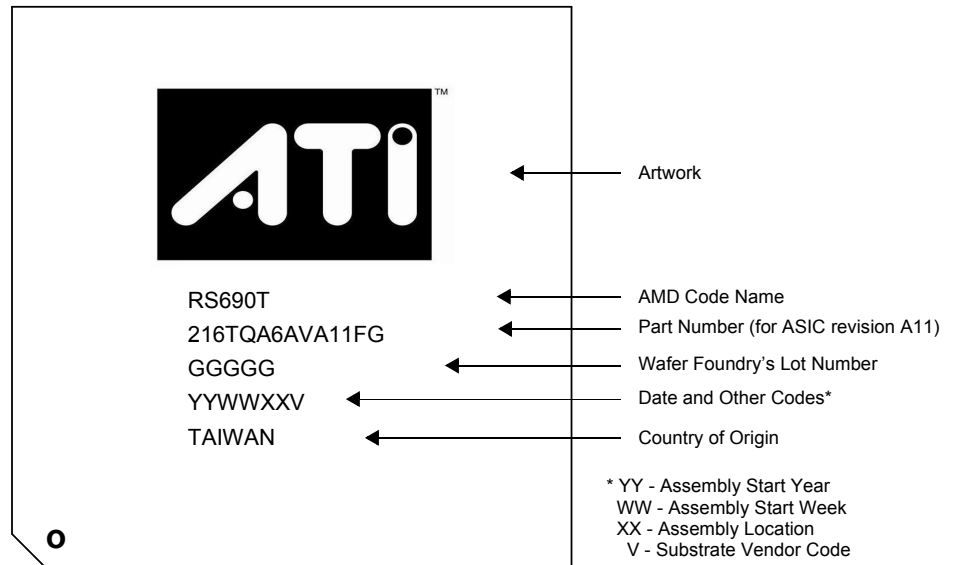 ATi
TM
Artwork
RS690T
AMD Code Name
216TQA6AVA11FG
Part Number (for ASIC revision A11)
GGGGG
Wafer Foundry's Lot Number
YYWWXXV
Date and Other Codes*
TAIWAN
Country of Origin
* YY - Assembly Start Year
WW - Assembly Start Week
XX - Assembly Location
V - Substrate Vendor Code
O